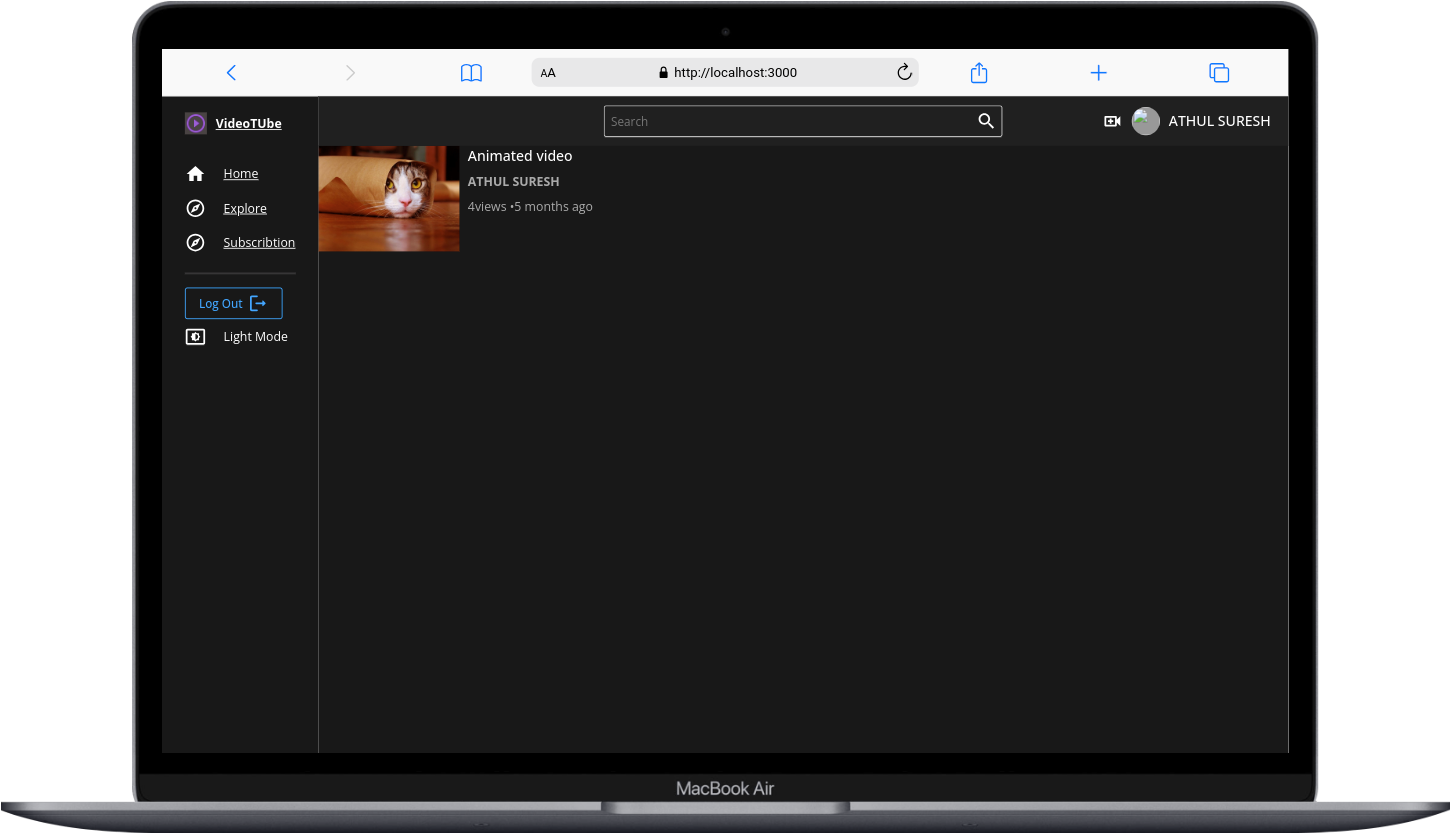 AA
http://localhost:3000
VideoTUbe
Search
ATHUL SURESH
Home
Explore
Subscribtion
Log Out
Light Mode
Animated video
ATHUL SURESH
4views •5 months ago
MacBook Air